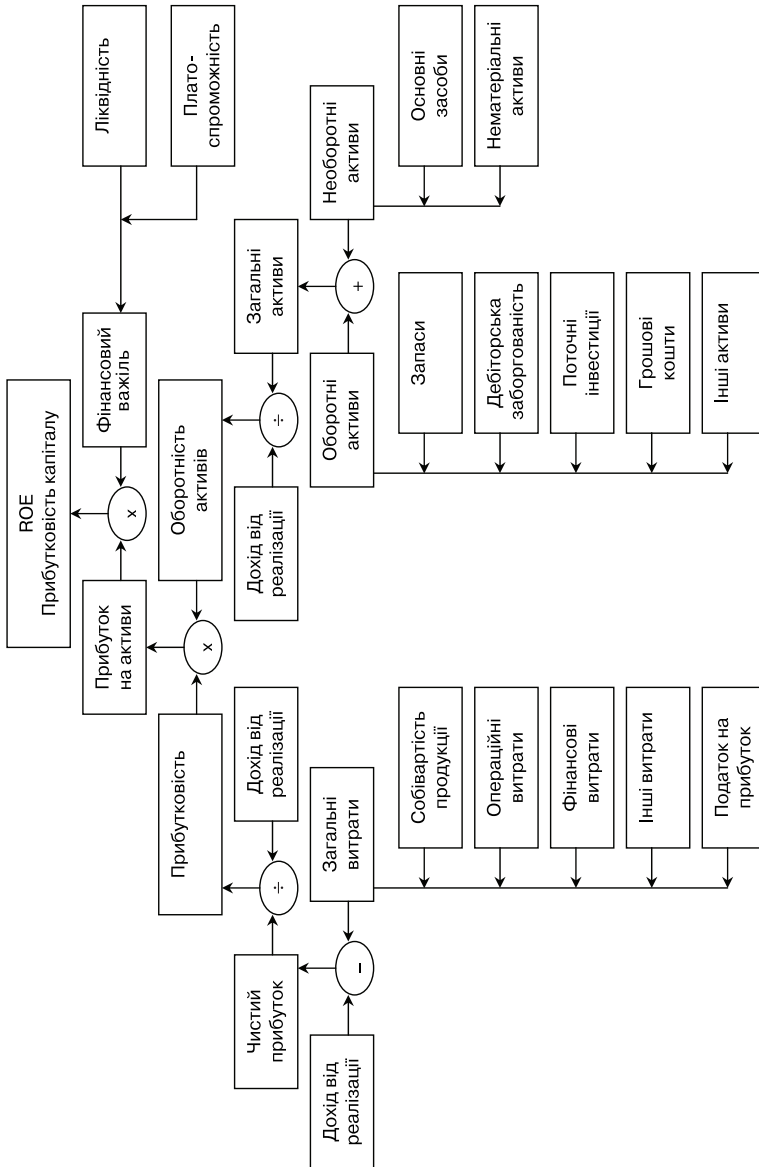 ROE
Прибутковість капіталу
Прибуток
на активи
x
Фінансовий
важіль
Ліквідність
Плато-
спроможність
Прибутковість
x
Оборотність
активів
Чистий
прибуток
÷
Дохід від
реалізації
Дохід від
реалізації
÷
Загальні
активи
Дохід від
реалізації
–
Загальні
витрати
Оборотні
активи
+
Необоротні
активи
Собівартість
продукції
Операційні
витрати
Фінансові
витрати
Інші витрати
Податок на
прибуток
Запаси
Дебіторська
заборгованість
Поточні
інвестиції
Грошові
кошти
Інші активи
Основні
засоби
Нематеріальні
активи